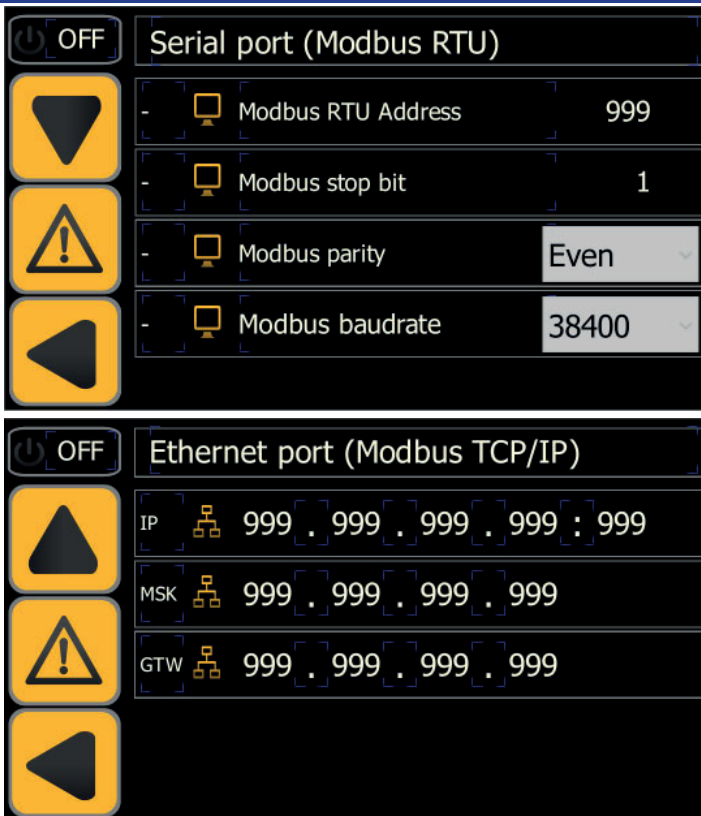 OFF Serial port (Modbus RTU)
- Modbus RTU Address 999
- Modbus stop bit 1
- Modbus parity Even
- Modbus baudrate 38400
OFF Ethernet port (Modbus TCP/IP)
IP 999 . 999 . 999 . 999 : 999
MSK 999 . 999 . 999 . 999
GTW 999 . 999 . 999 . 999